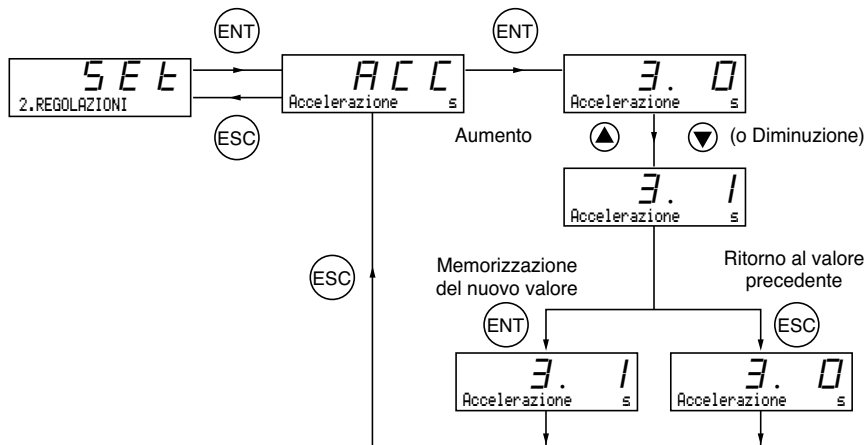 ENT
ENT
SEt
2.REGOLAZIONI
ACC
Accelerazione s
3. 0
Accelerazione s
ESC
Aumento
(o Diminuzione)
3. 1
Accelerazione s
ESC
Memorizzazione
del nuovo valore
Ritorno al valore
precedente
ENT
ESC
3. 1
Accelerazione s
3. 0
Accelerazione s